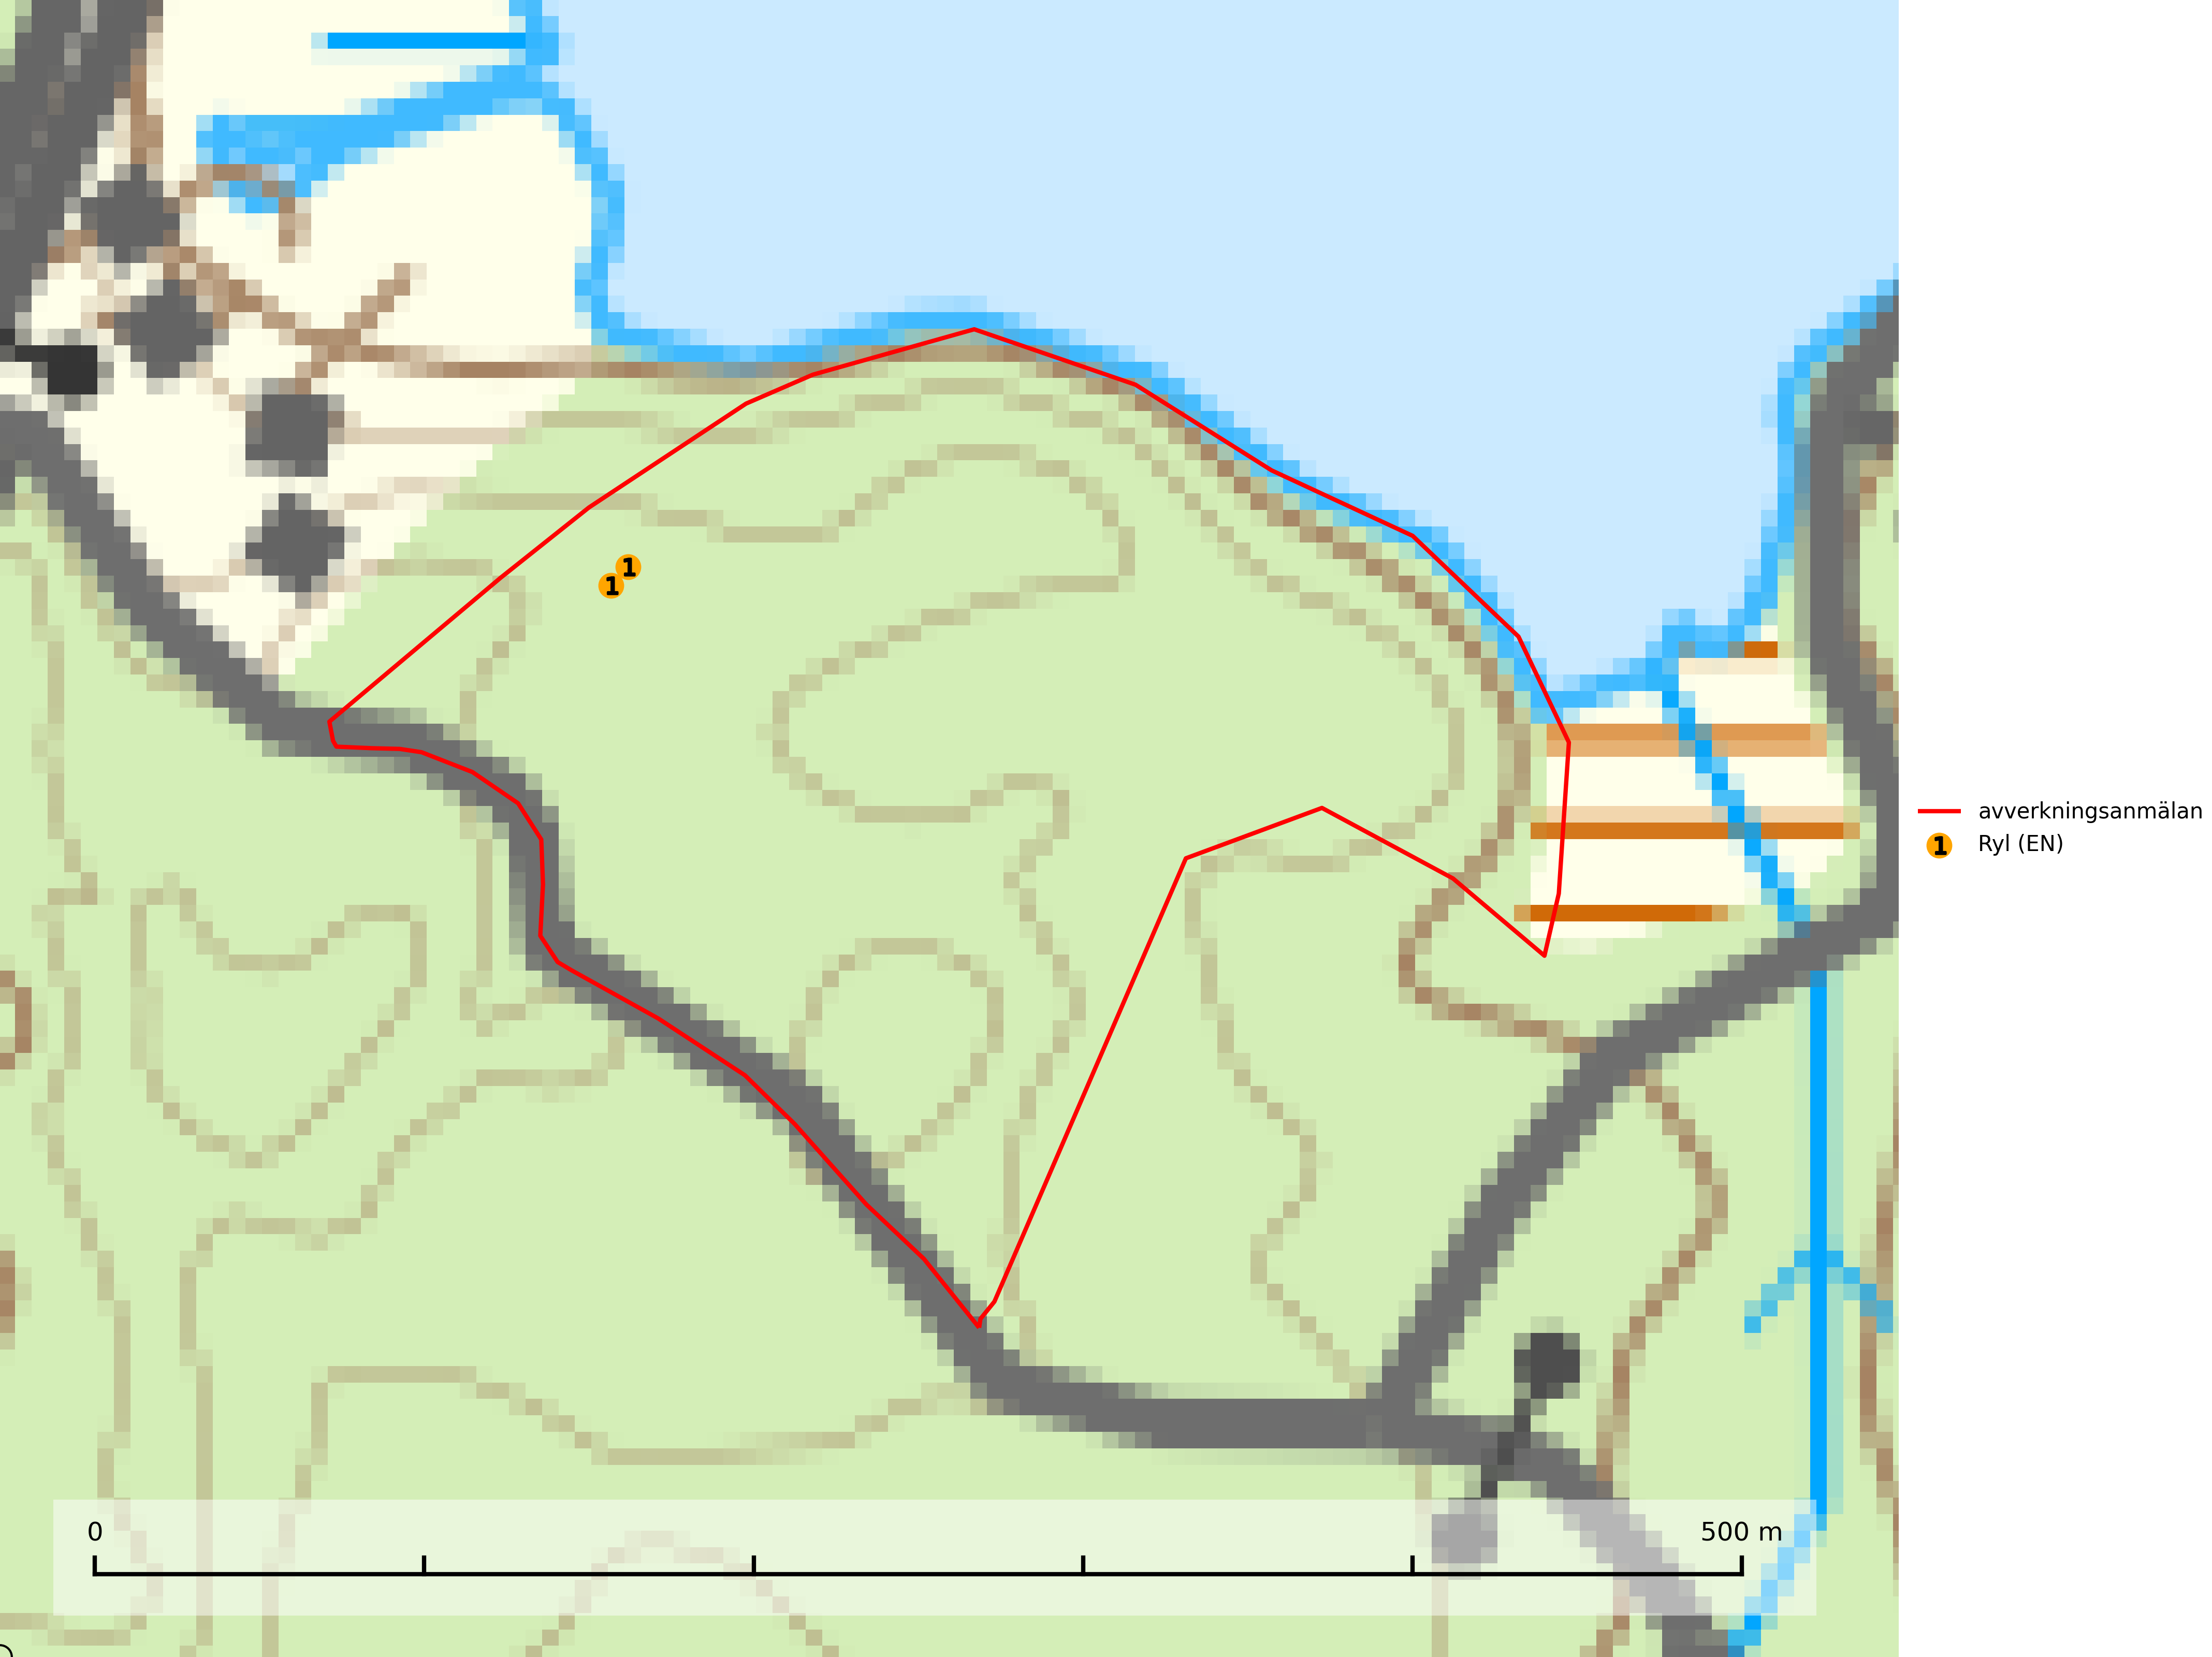 1
1
avverkningsanmälan
1 Ryl (EN)
0 500 m